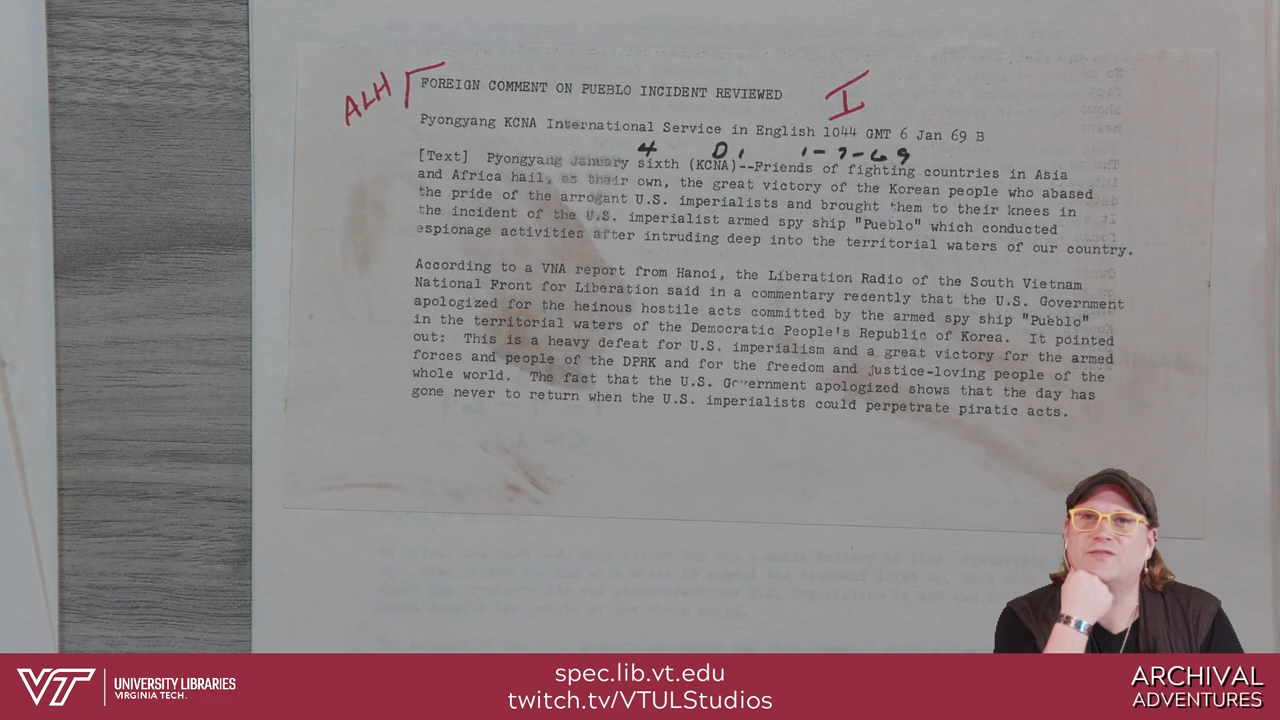 ALH
FOREIGN COMMENT ON PUEBLO INCIDENT REVIEWED
I
Pyongyang KCNA International Service in English 1044 GMT 6 Jan 69 B
4 D1 1-7-69
[Text] Pyongyang January sixth (KCNA)--Friends of fighting countries in Asia
and Africa hail, as their own, the great victory of the Korean people who abased
the pride of the arrogant U.S. imperialists and brought them to their knees in
the incident of the U.S. imperialist armed spy ship "Pueblo" which conducted
espionage activities after intruding deep into the territorial waters of our country.
According to a VNA report from Hanoi, the Liberation Radio of the South Vietnam
National Front for Liberation said in a commentary recently that the U.S. Government
apologized for the heinous hostile acts committed by the armed spy ship "Pueblo"
in the territorial waters of the Democratic People's Republic of Korea. It pointed
out: This is a heavy defeat for U.S. imperialism and a great victory for the armed
forces and people of the DPRK and for the freedom and justice-loving people of the
whole world. The fact that the U.S. Government apologized shows that the day has
gone never to return when the U.S. imperialists could perpetrate piratic acts.
VT UNIVERSITY LIBRARIES
VIRGINIA TECH.
spec.lib.vt.edu
twitch.tv/VTULStudios
ARCHIVAL
ADVENTURES